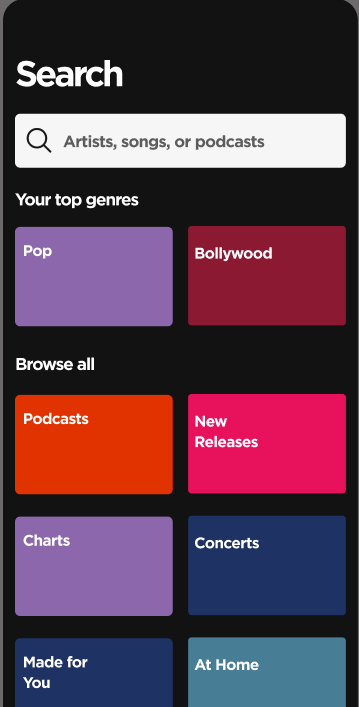 Search
Artists, songs, or podcasts
Your top genres
Pop
Bollywood
Browse all
Podcasts
New
Releases
Charts
Concerts
Made for
You
At Home